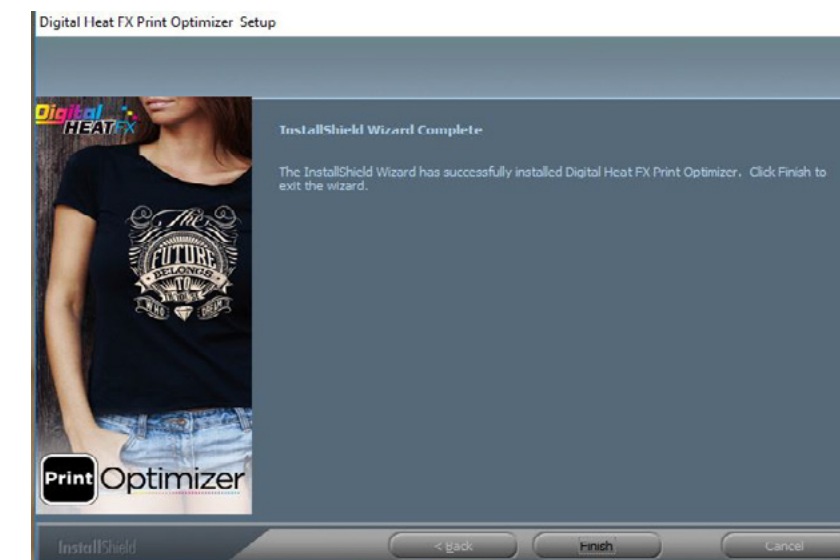 Digital Heat FX Print Optimizer Setup
Digital
HEAT FX
InstallShield Wizard Complete
The InstallShield Wizard has successfully installed Digital Heat FX Print Optimizer. Click Finish to
exit the wizard.
The
FUTURE
BELONGS
TO
WHO
DREAM
Print Optimizer
InstallShield
< Back
Finish
Cancel